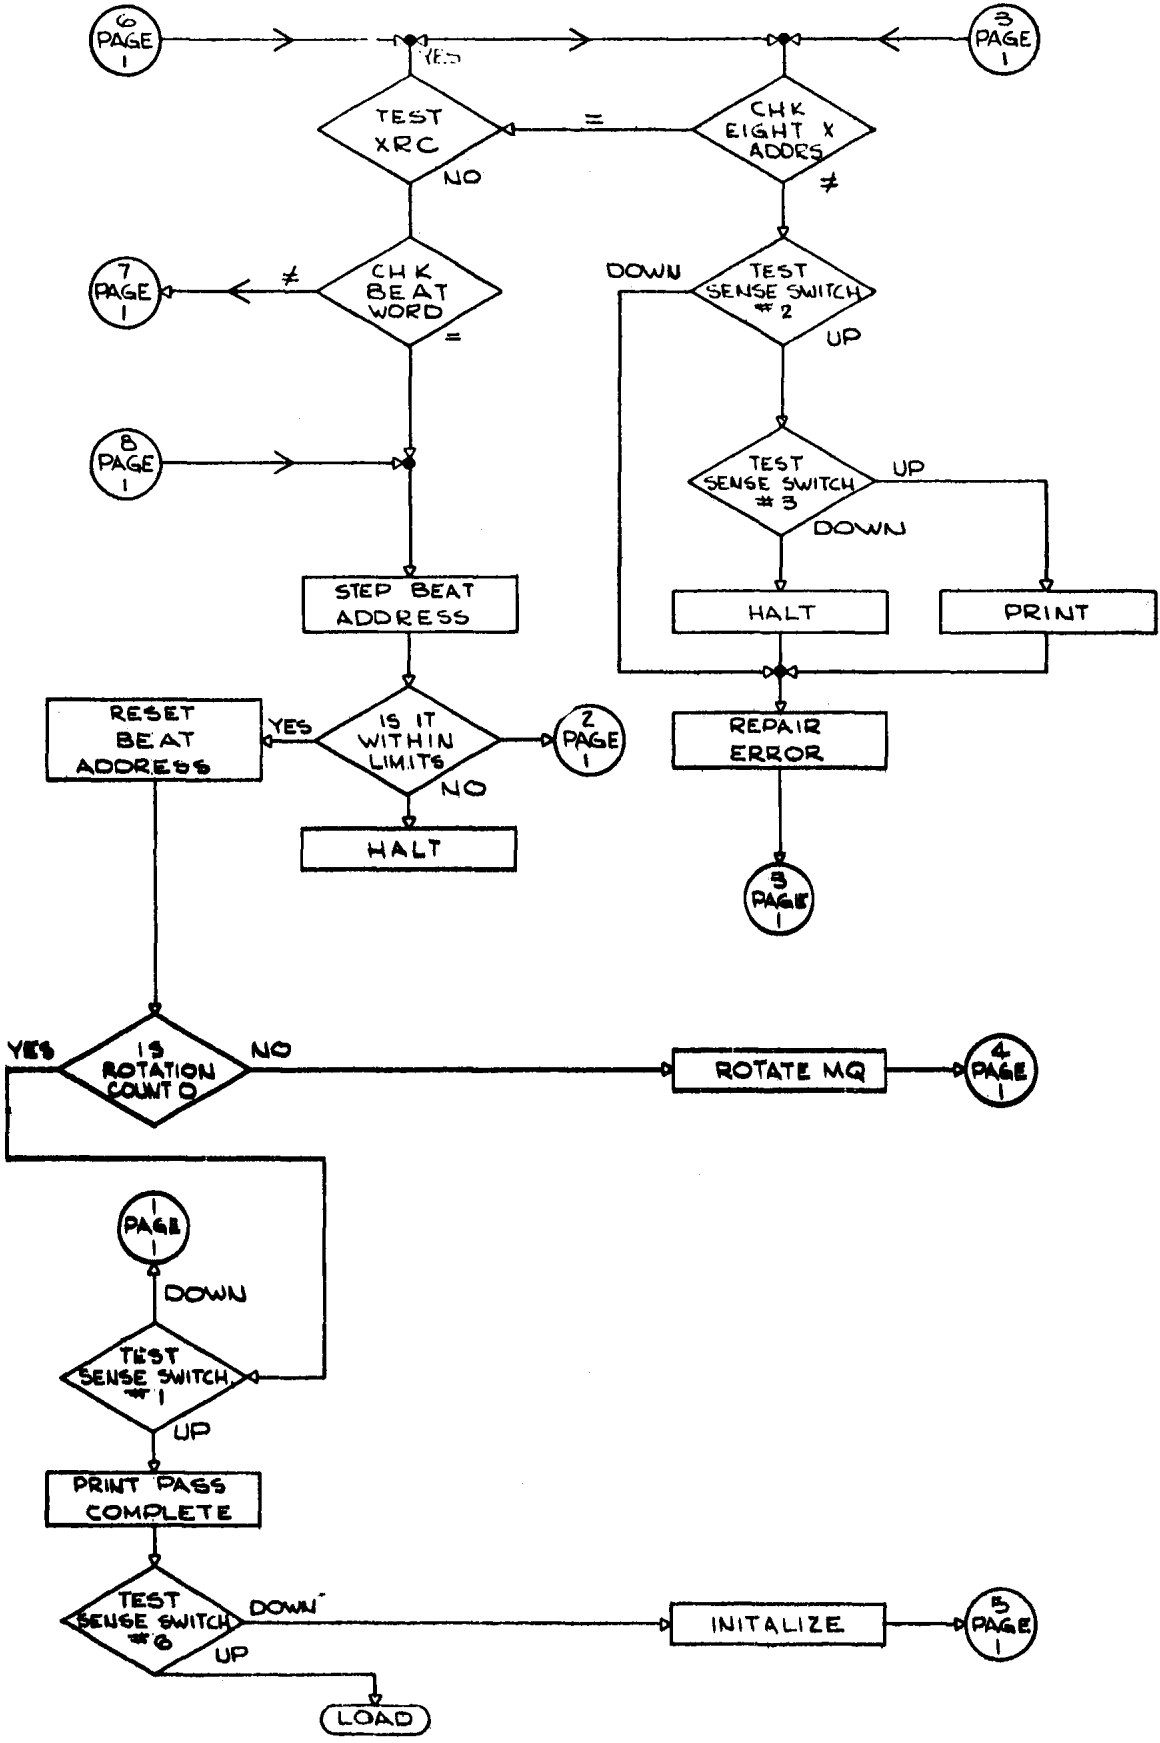 6
PAGE
1
3
PAGE
1
YES
TEST
XRC
NO
=
CHK
EIGHT X
ADDRS
≠
7
PAGE
1
≠
CHK
BEAT
WORD
=
DOWN
TEST
SENSE SWITCH
# 2
UP
8
PAGE
1
TEST
SENSE SWITCH
# 3
UP
DOWN
STEP BEAT
ADDRESS
HALT
PRINT
RESET
BEAT
ADDRESS
YES
IS IT
WITHIN
LIMITS
NO
2
PAGE
1
REPAIR
ERROR
HALT
PAGE
1
YES
IS
ROTATION
COUNT 0
NO
ROTATE MQ
4
PAGE
1
1
PAGE
1
DOWN
TEST
SENSE SWITCH
# 1
UP
PRINT PASS
COMPLETE
TEST
SENSE SWITCH
#6
DOWN
UP
INITALIZE
5
PAGE
1
LOAD